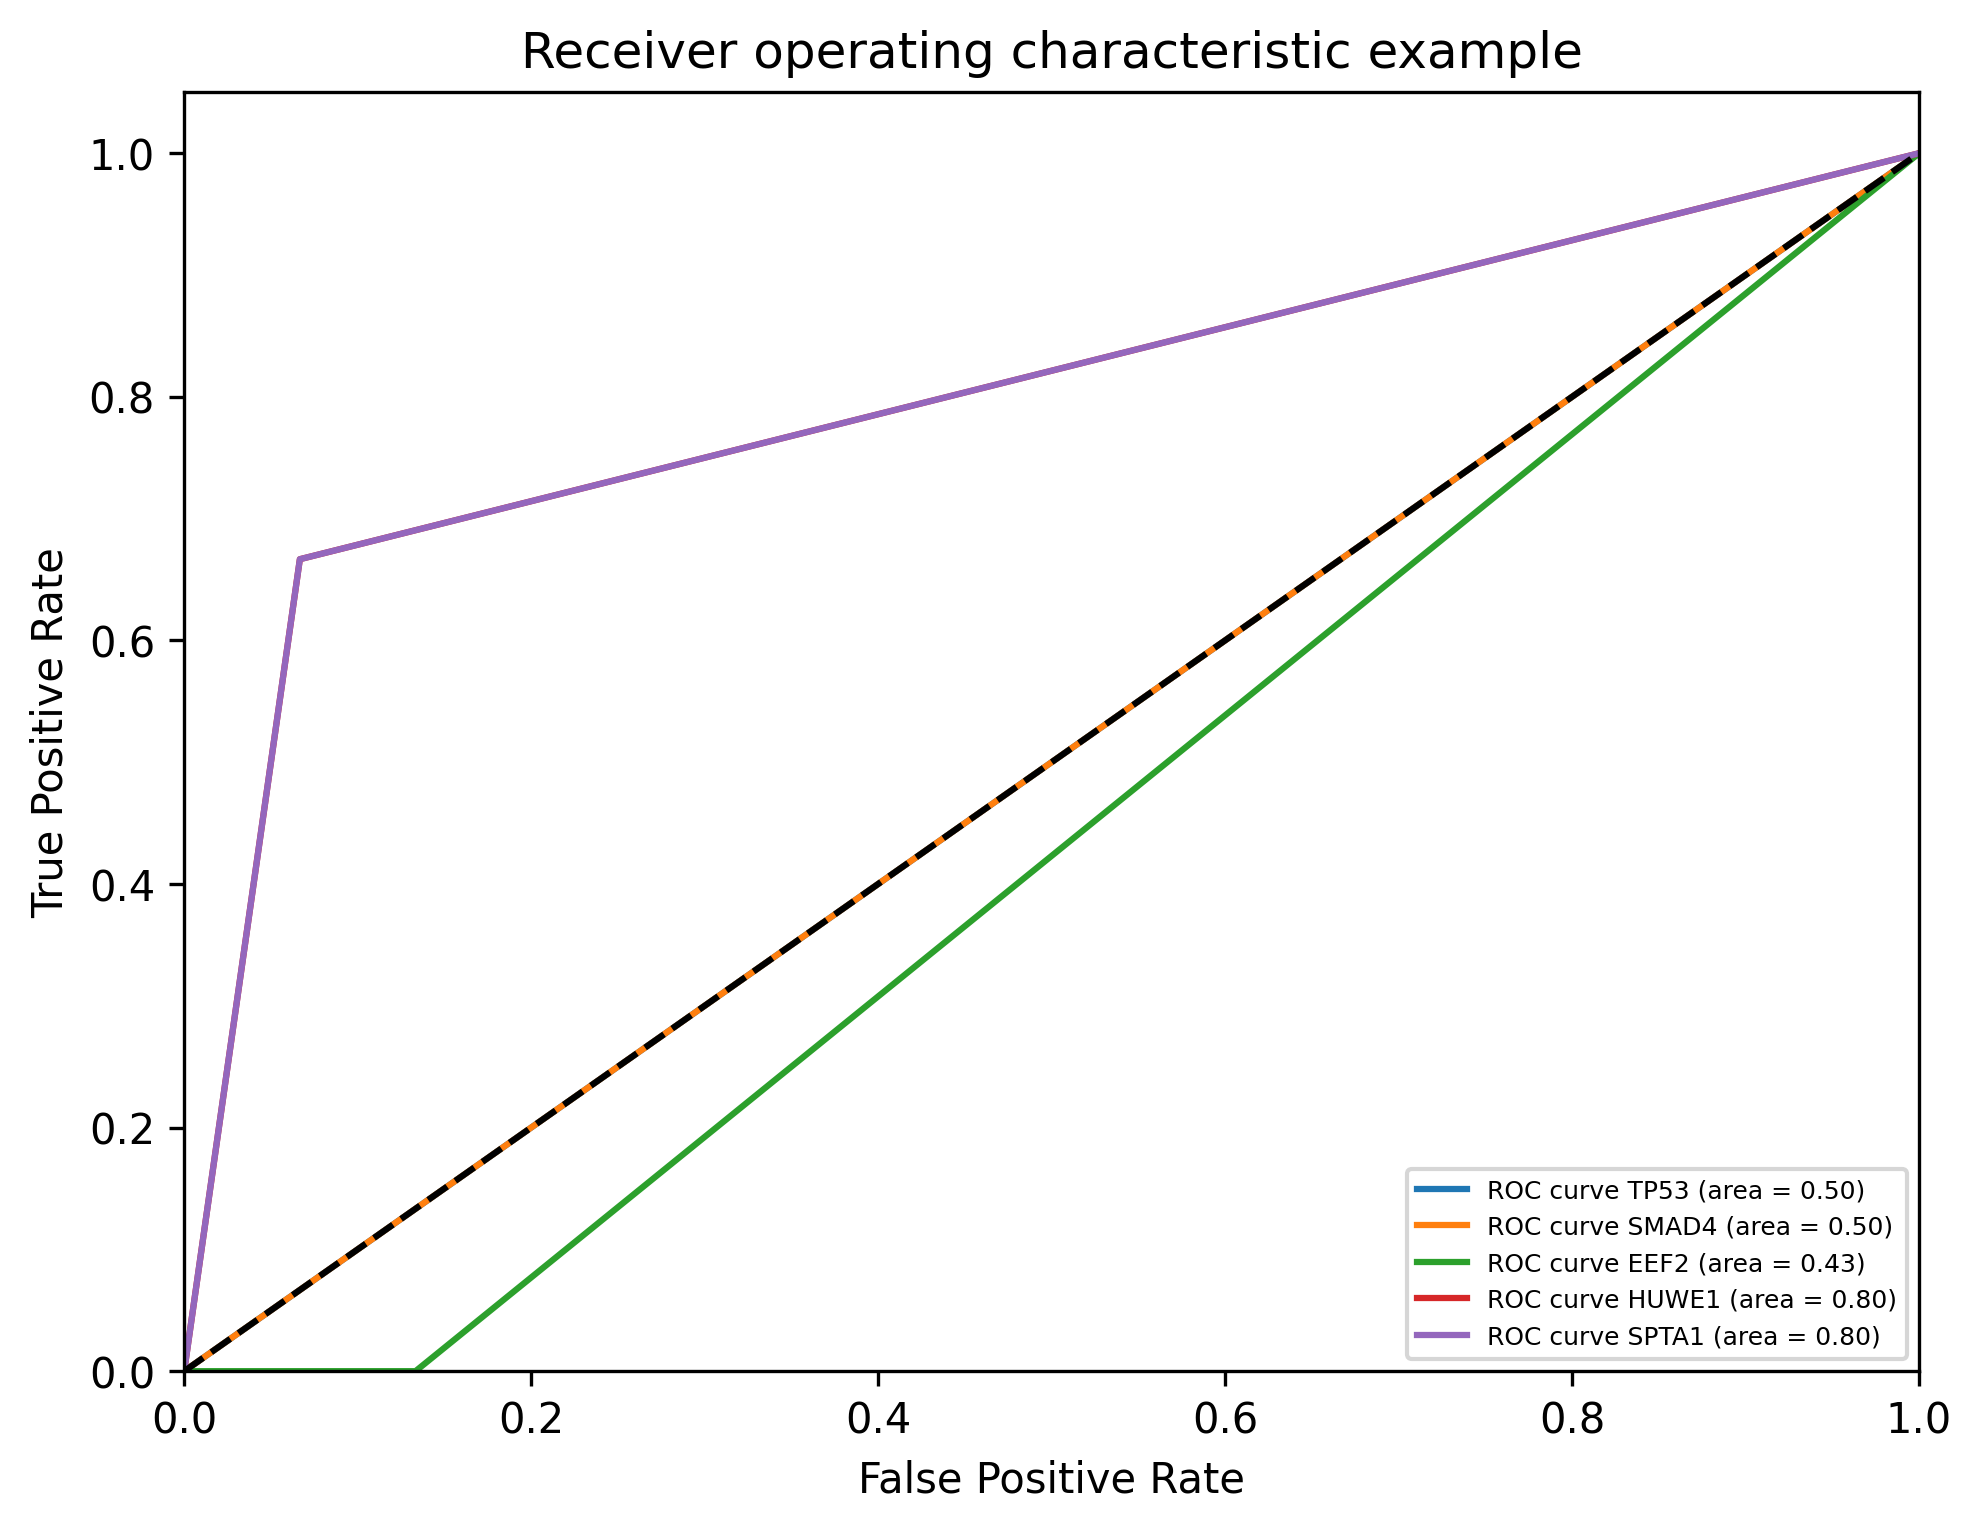 Receiver operating characteristic example
True Positive Rate
1.0
0.8
0.6
0.4
0.2
0.0
0.0 0.2 0.4 0.6 0.8 1.0
False Positive Rate
ROC curve TP53 (area = 0.50)
ROC curve SMAD4 (area = 0.50)
ROC curve EEF2 (area = 0.43)
ROC curve HUWE1 (area = 0.80)
ROC curve SPTA1 (area = 0.80)